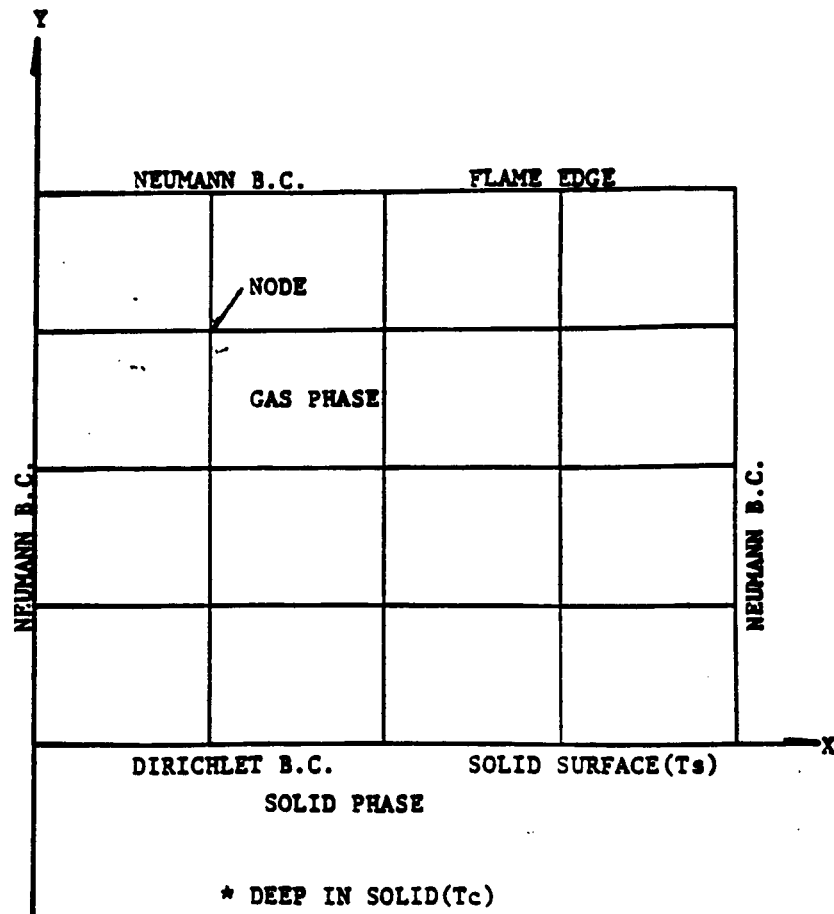 Y
NEUMANN B.C. FLAME EDGE
NODE
GAS PHASE
NEUMANN B.C.
NEUMANN B.C.
X
DIRICHLET B.C. SOLID SURFACE(Ts)
SOLID PHASE
* DEEP IN SOLID(Tc)